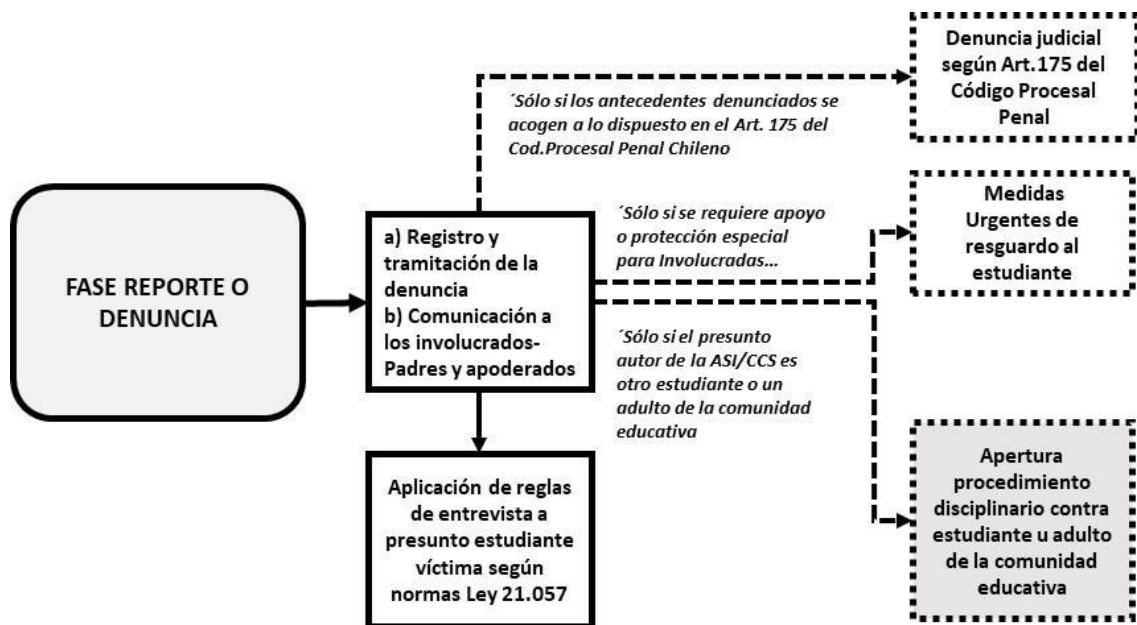 FASE REPORTE O
DENUNCIA
a) Registro y
tramitación de la
denuncia
b) Comunicación a
los involucrados-
Padres y apoderados
Aplicación de reglas
de entrevista a
presunto estudiante
víctima según
normas Ley 21.057
´Sólo si los antecedentes denunciados se
acogen a lo dispuesto en el Art. 175 del
Cod.Procesal Penal Chileno
Denuncia judicial
según Art.175 del
Código Procesal
Penal
´Sólo si se requiere apoyo
o protección especial
para Involucradas...
Medidas
Urgentes de
resguardo al
estudiante
´Sólo si el presunto
autor de la ASI/CCS es
otro estudiante o un
adulto de la comunidad
educativa
Apertura
procedimiento
disciplinario contra
estudiante u adulto
de la comunidad
educativa